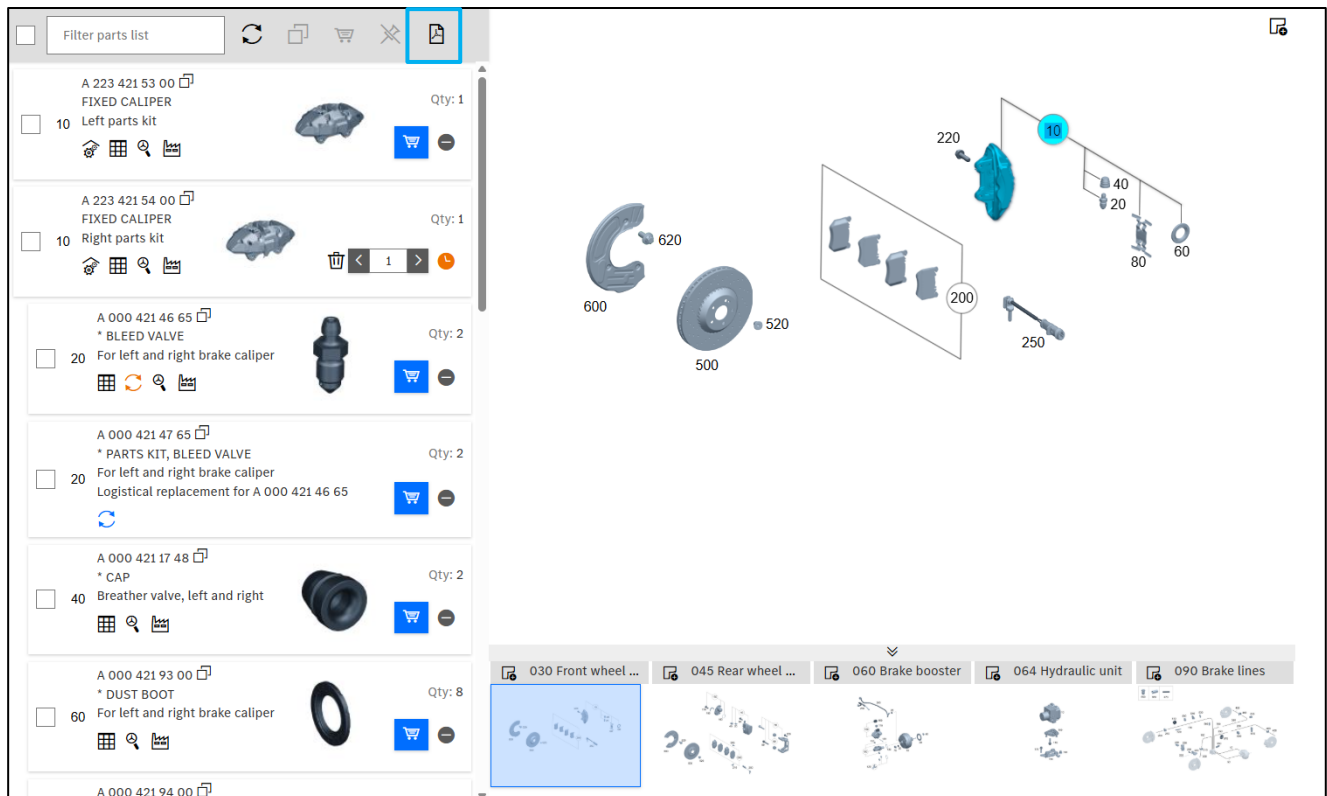 Filter parts list
A 223 421 53 00
FIXED CALIPER
Left parts kit
10
Qty: 1
A 223 421 54 00
FIXED CALIPER
Right parts kit
10
Qty: 1
1
A 000 421 46 65
* BLEED VALVE
For left and right brake caliper
20
Qty: 2
A 000 421 47 65
* PARTS KIT, BLEED VALVE
For left and right brake caliper
Logistical replacement for A 000 421 46 65
20
Qty: 2
A 000 421 17 48
* CAP
Breather valve, left and right
40
Qty: 2
A 000 421 93 00
* DUST BOOT
For left and right brake caliper
60
Qty: 8
A 000 421 94 00
10
220
40
20
80
60
620
600
200
250
520
500
030 Front wheel ...
045 Rear wheel ...
060 Brake booster
064 Hydraulic unit
090 Brake lines